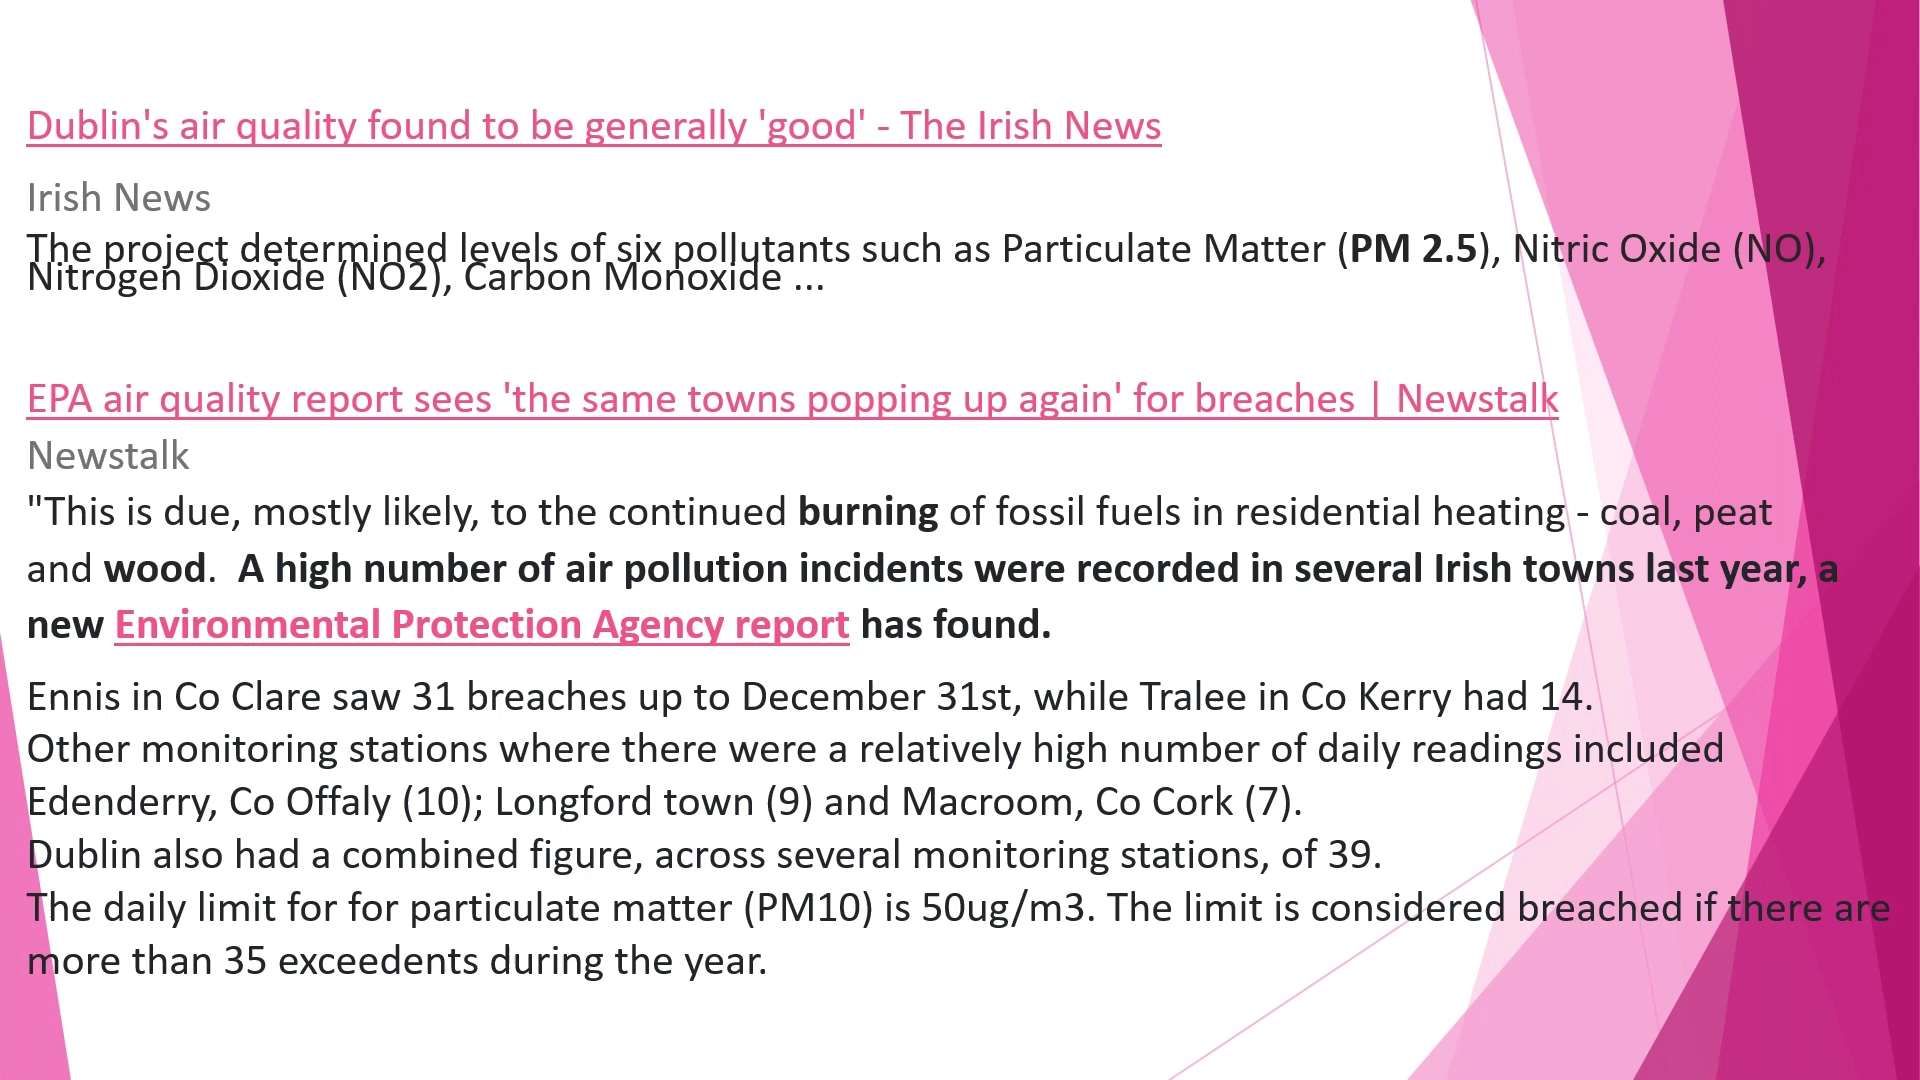 Dublin's air quality found to be generally 'good' - The Irish News
Irish News
The project determined levels of six pollutants such as Particulate Matter (PM 2.5), Nitric Oxide (NO),
Nitrogen Dioxide (NO2), Carbon Monoxide ...
EPA air quality report sees 'the same towns popping up again' for breaches | Newstalk
Newstalk
"This is due, mostly likely, to the continued burning of fossil fuels in residential heating - coal, peat
and wood.  A high number of air pollution incidents were recorded in several Irish towns last year, a
new Environmental Protection Agency report has found.
Ennis in Co Clare saw 31 breaches up to December 31st, while Tralee in Co Kerry had 14.
Other monitoring stations where there were a relatively high number of daily readings included
Edenderry, Co Offaly (10); Longford town (9) and Macroom, Co Cork (7).
Dublin also had a combined figure, across several monitoring stations, of 39.
The daily limit for for particulate matter (PM10) is 50ug/m3. The limit is considered breached if there are
more than 35 exceedents during the year.